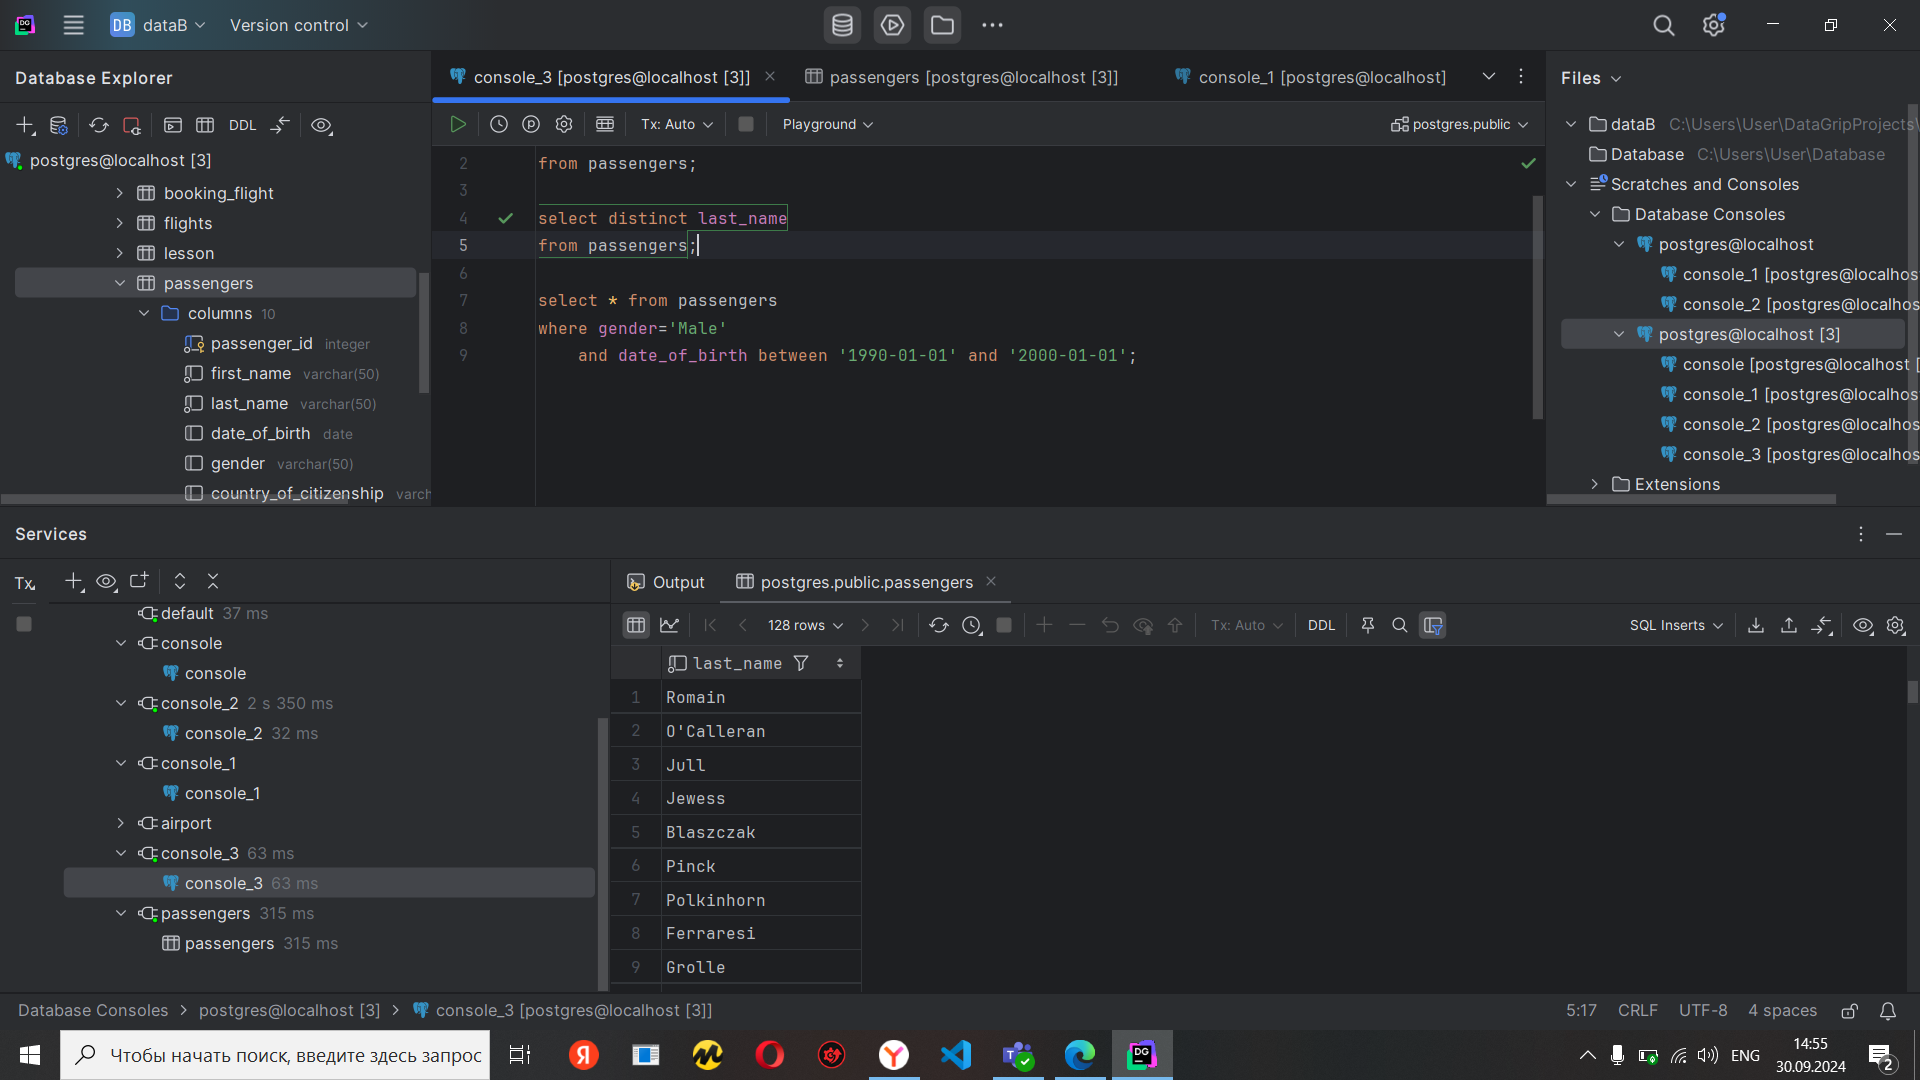 DB dataB Version control
Database Explorer
DDL
postgres@localhost [3]
booking_flight
flights
lesson
passengers
columns 10
passenger_id integer
first_name varchar(50)
last_name varchar(50)
date_of_birth date
gender varchar(50)
country_of_citizenship varch
console_3 [postgres@localhost [3]]
passengers [postgres@localhost [3]]
console_1 [postgres@localhost]
Tx: Auto
Playground
postgres.public
2 from passengers;
3
4 select distinct last_name
5 from passengers;
6
7 select * from passengers
8 where gender='Male'
9 and date_of_birth between '1990-01-01' and '2000-01-01';
Files
dataB C:\Users\User\DataGripProjects\
Database C:\Users\User\Database
Scratches and Consoles
Database Consoles
postgres@localhost
console_1 [postgres@localhos
console_2 [postgres@localhos
postgres@localhost [3]
console [postgres@localhost [
console_1 [postgres@localhos
console_2 [postgres@localhos
console_3 [postgres@localhos
Extensions
Services
Tx
default 37 ms
console
console
console_2 2 s 350 ms
console_2 32 ms
console_1
console_1
airport
console_3 63 ms
console_3 63 ms
passengers 315 ms
passengers 315 ms
Output
postgres.public.passengers
128 rows
Tx: Auto
DDL
SQL Inserts
last_name
1 Romain
2 O'Calleran
3 Jull
4 Jewess
5 Blaszczak
6 Pinck
7 Polkinhorn
8 Ferraresi
9 Grolle
Database Consoles > postgres@localhost [3] > console_3 [postgres@localhost [3]]
5:17 CRLF UTF-8 4 spaces
Чтобы начать поиск, введите здесь запрос
ENG
14:55
30.09.2024
2